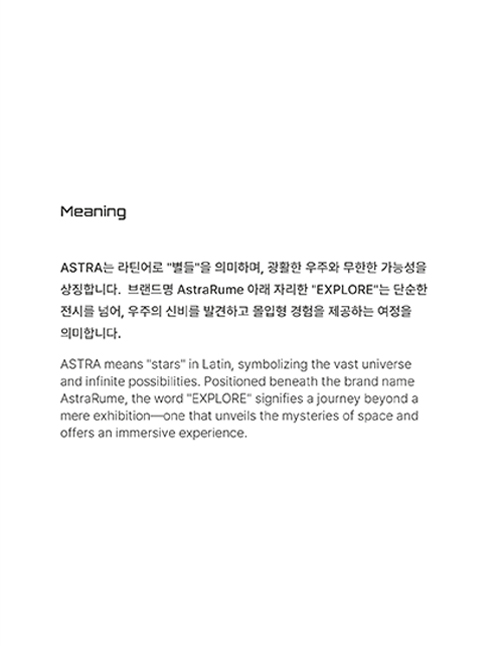 Meaning
ASTRA는 라틴어로 "별들"을 의미하며, 광활한 우주와 무한한 가능성을
상징합니다. 브랜드명 AstraRume 아래 자리한 "EXPLORE"는 단순한
전시를 넘어, 우주의 신비를 발견하고 몰입형 경험을 제공하는 여정을
의미합니다.
ASTRA means "stars" in Latin, symbolizing the vast universe
and infinite possibilities. Positioned beneath the brand name
AstraRume, the word "EXPLORE" signifies a journey beyond a
mere exhibition—one that unveils the mysteries of space and
offers an immersive experience.